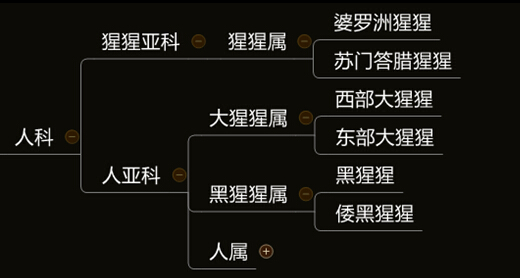 人科
猩猩亚科
猩猩属
婆罗洲猩猩
苏门答腊猩猩
人亚科
大猩猩属
西部大猩猩
东部大猩猩
黑猩猩属
黑猩猩
倭黑猩猩
人属